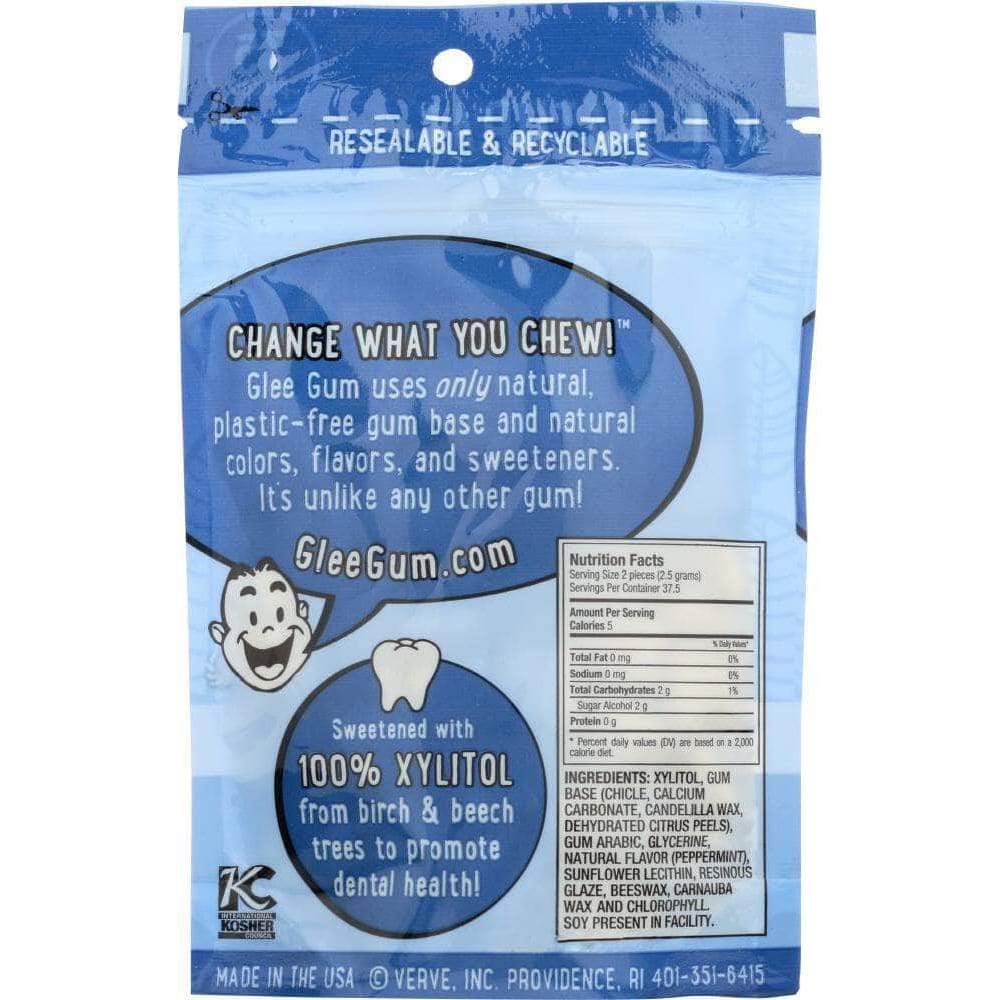 RESEALABLE & RECYCLABLE
CHANGE WHAT YOU CHEW!™
Glee Gum uses only natural,
plastic-free gum base and natural
colors, flavors, and sweeteners.
It's unlike any other gum!
GleeGum.com
Sweetened with
100% XYLITOL
from birch & beech
trees to promote
dental health!
Nutrition Facts
Serving Size 2 pieces (2.5 grams)
Servings Per Container 37.5
Amount Per Serving
Calories 5
% Daily Values*
Total Fat 0 mg 0%
Sodium 0 mg 0%
Total Carbohydrates 2 g 1%
Sugar Alcohol 2 g
Protein 0 g
* Percent daily values (DV) are based on a 2,000
calorie diet.
INGREDIENTS: XYLITOL, GUM
BASE (CHICLE, CALCIUM
CARBONATE, CANDELILLA WAX,
DEHYDRATED CITRUS PEELS),
GUM ARABIC, GLYCERINE,
NATURAL FLAVOR (PEPPERMINT),
SUNFLOWER LECITHIN, RESINOUS
GLAZE, BEESWAX, CARNAUBA
WAX AND CHLOROPHYLL.
SOY PRESENT IN FACILITY.
KC
INTERNATIONAL
KOSHER
COUNCIL
MADE IN THE USA © VERVE, INC. PROVIDENCE, RI 401-351-6415